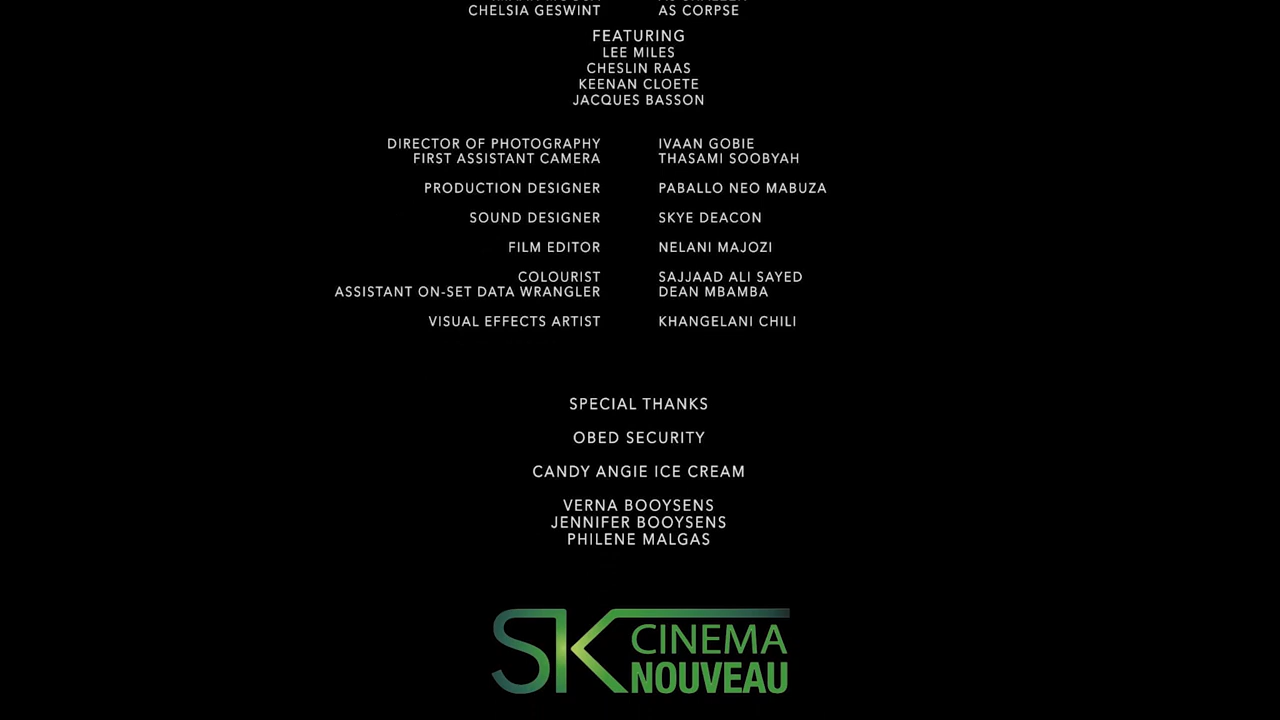 CHELSIA GESWINT AS CORPSE
FEATURING
LEE MILES
CHESLIN RAAS
KEENAN CLOETE
JACQUES BASSON
DIRECTOR OF PHOTOGRAPHY IVAAN GOBIE
FIRST ASSISTANT CAMERA THASAMI SOOBYAH
PRODUCTION DESIGNER PABALLO NEO MABUZA
SOUND DESIGNER SKYE DEACON
FILM EDITOR NELANI MAJOZI
COLOURIST SAJJAAD ALI SAYED
ASSISTANT ON-SET DATA WRANGLER DEAN MBAMBA
VISUAL EFFECTS ARTIST KHANGELANI CHILI
SPECIAL THANKS
OBED SECURITY
CANDY ANGIE ICE CREAM
VERNA BOOYSENS
JENNIFER BOOYSENS
PHILENE MALGAS
SK CINEMA
NOUVEAU